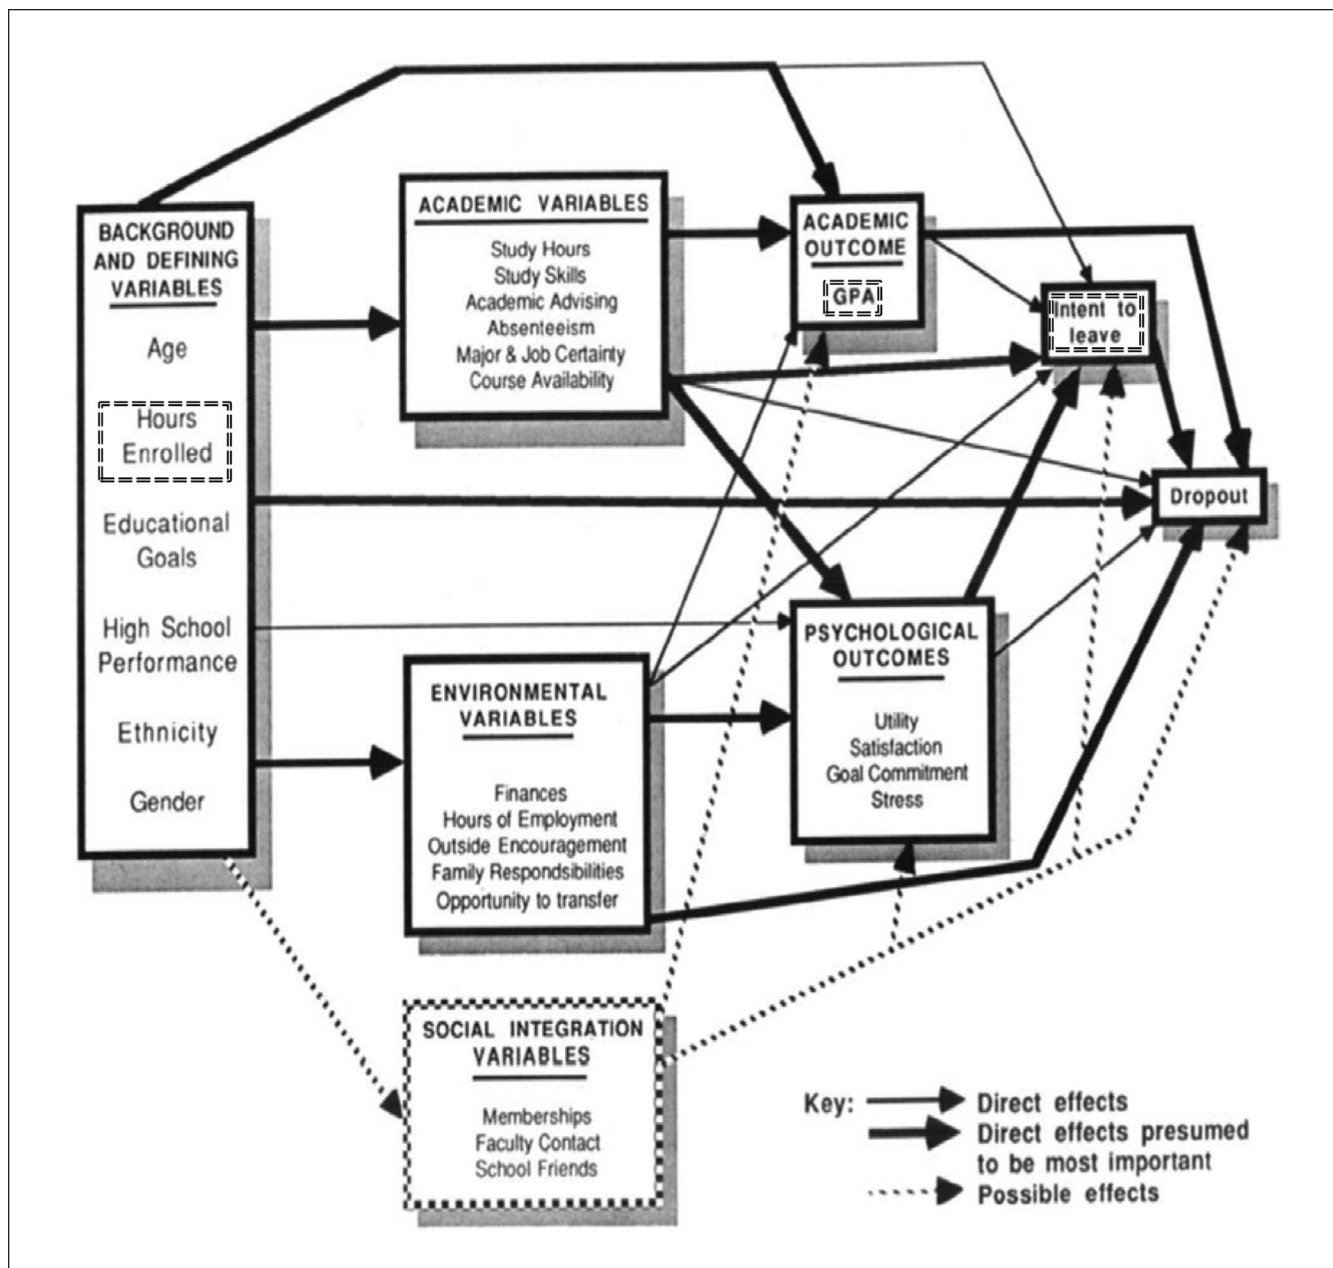 BACKGROUND
AND DEFINING
VARIABLES
Age
Hours
Enrolled
Educational
Goals
High School
Performance
Ethnicity
Gender
ACADEMIC VARIABLES
Study Hours
Study Skills
Academic Advising
Absenteeism
Major & Job Certainty
Course Availability
ENVIRONMENTAL
VARIABLES
Finances
Hours of Employment
Outside Encouragement
Family Respondsibilities
Opportunity to transfer
SOCIAL INTEGRATION
VARIABLES
Memberships
Faculty Contact
School Friends
ACADEMIC
OUTCOME
GPA
PSYCHOLOGICAL
OUTCOMES
Utility
Satisfaction
Goal Commitment
Stress
Intent to
leave
Dropout
Key:
Direct effects
Direct effects presumed
to be most important
Possible effects